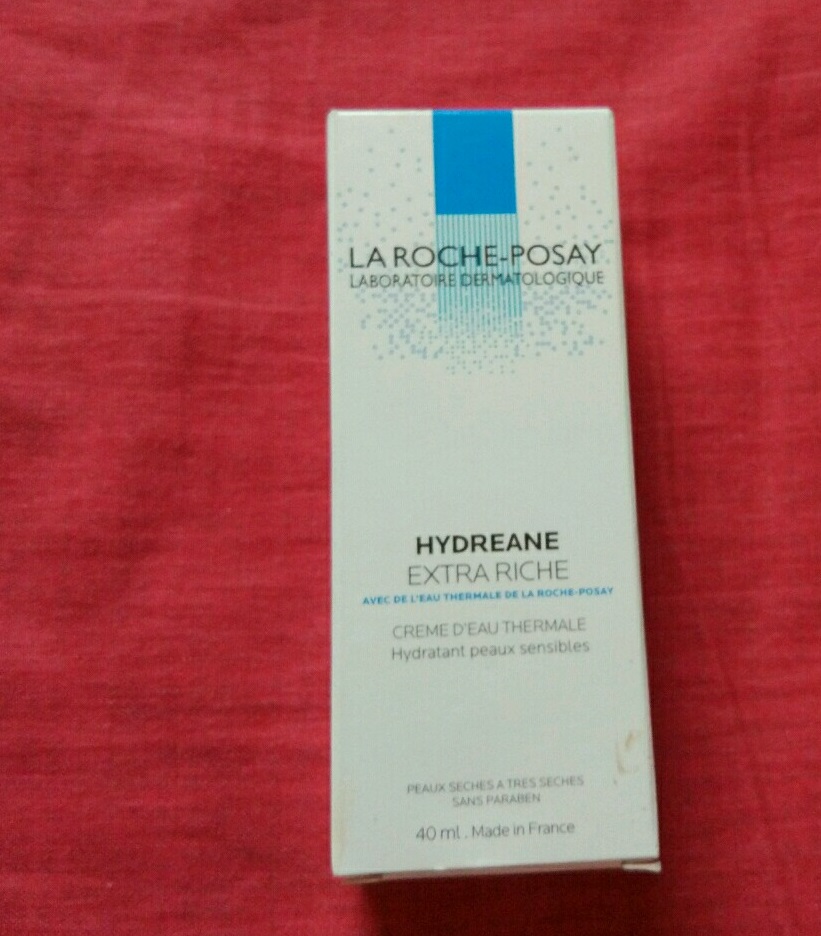 LA ROCHE-POSAY
LABORATOIRE DERMATOLOGIQUE
HYDREANE
EXTRA RICHE
AVEC DE L'EAU THERMALE DE LA ROCHE-POSAY
CREME D'EAU THERMALE
Hydratant peaux sensibles
PEAUX SECHES A TRES SECHES
SANS PARABEN
40 ml . Made in France